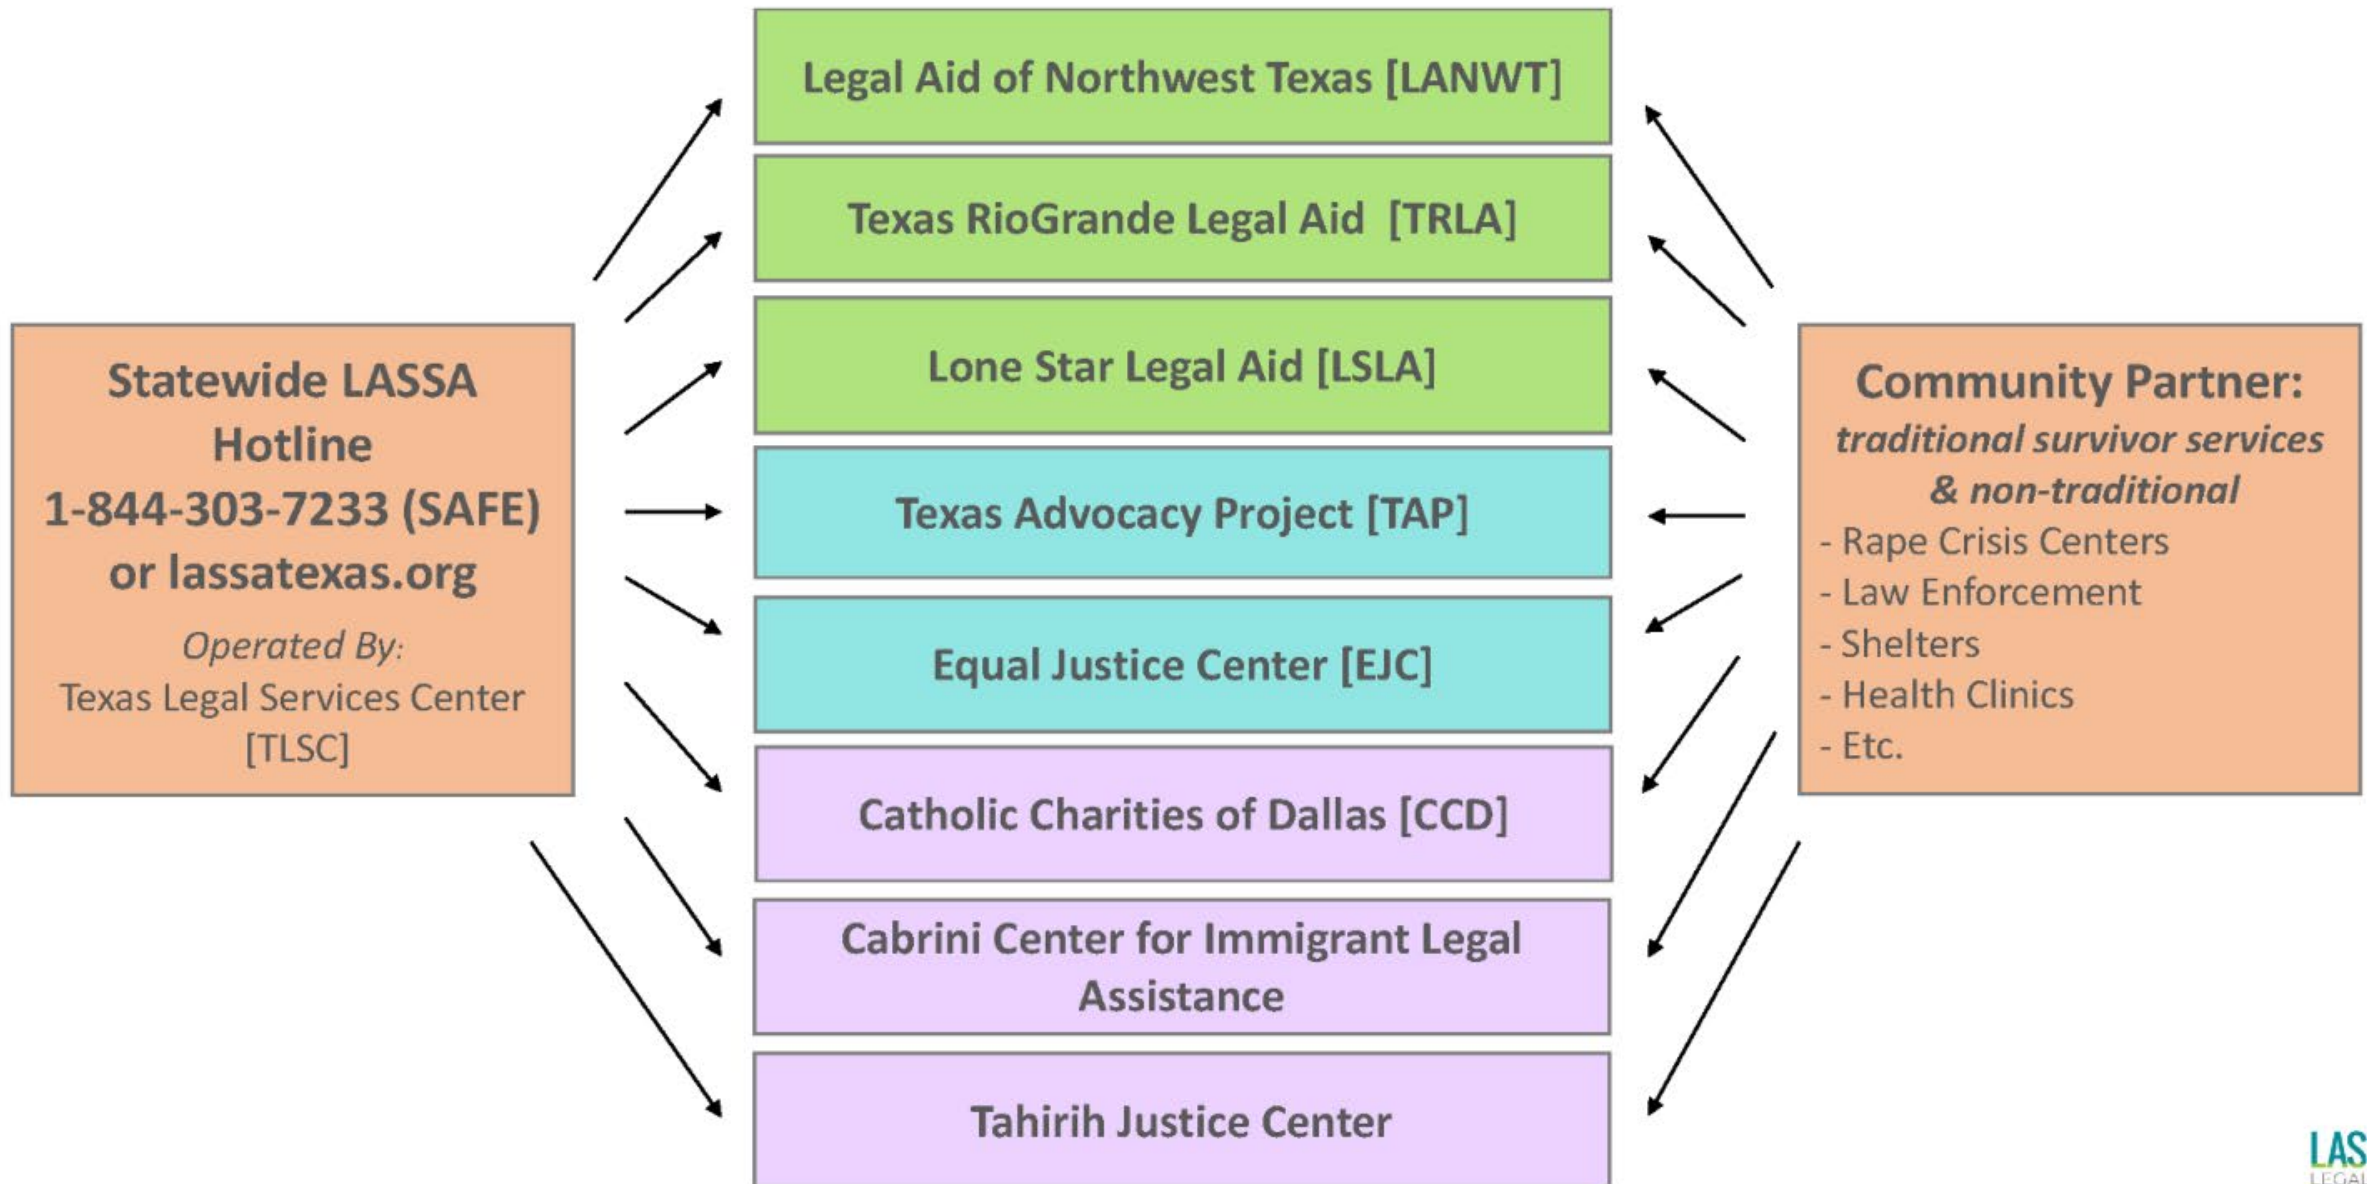 Legal Aid of Northwest Texas [LANWT]
Texas RioGrande Legal Aid [TRLA]
Lone Star Legal Aid [LSLA]
Texas Advocacy Project [TAP]
Equal Justice Center [EJC]
Catholic Charities of Dallas [CCD]
Cabrini Center for Immigrant Legal
Assistance
Tahirih Justice Center
Statewide LASSA
Hotline
1-844-303-7233 (SAFE)
or lassatexas.org
Operated By:
Texas Legal Services Center
[TLSC]
Community Partner:
traditional survivor services
& non-traditional
- Rape Crisis Centers
- Law Enforcement
- Shelters
- Health Clinics
- Etc.
LAS
LEGAL